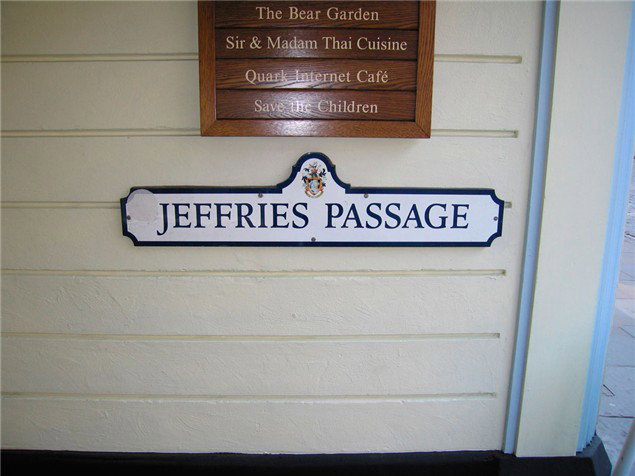 The Bear Garden
Sir & Madam Thai Cuisine
Quark Internet Café
Save the Children
JEFFRIES PASSAGE